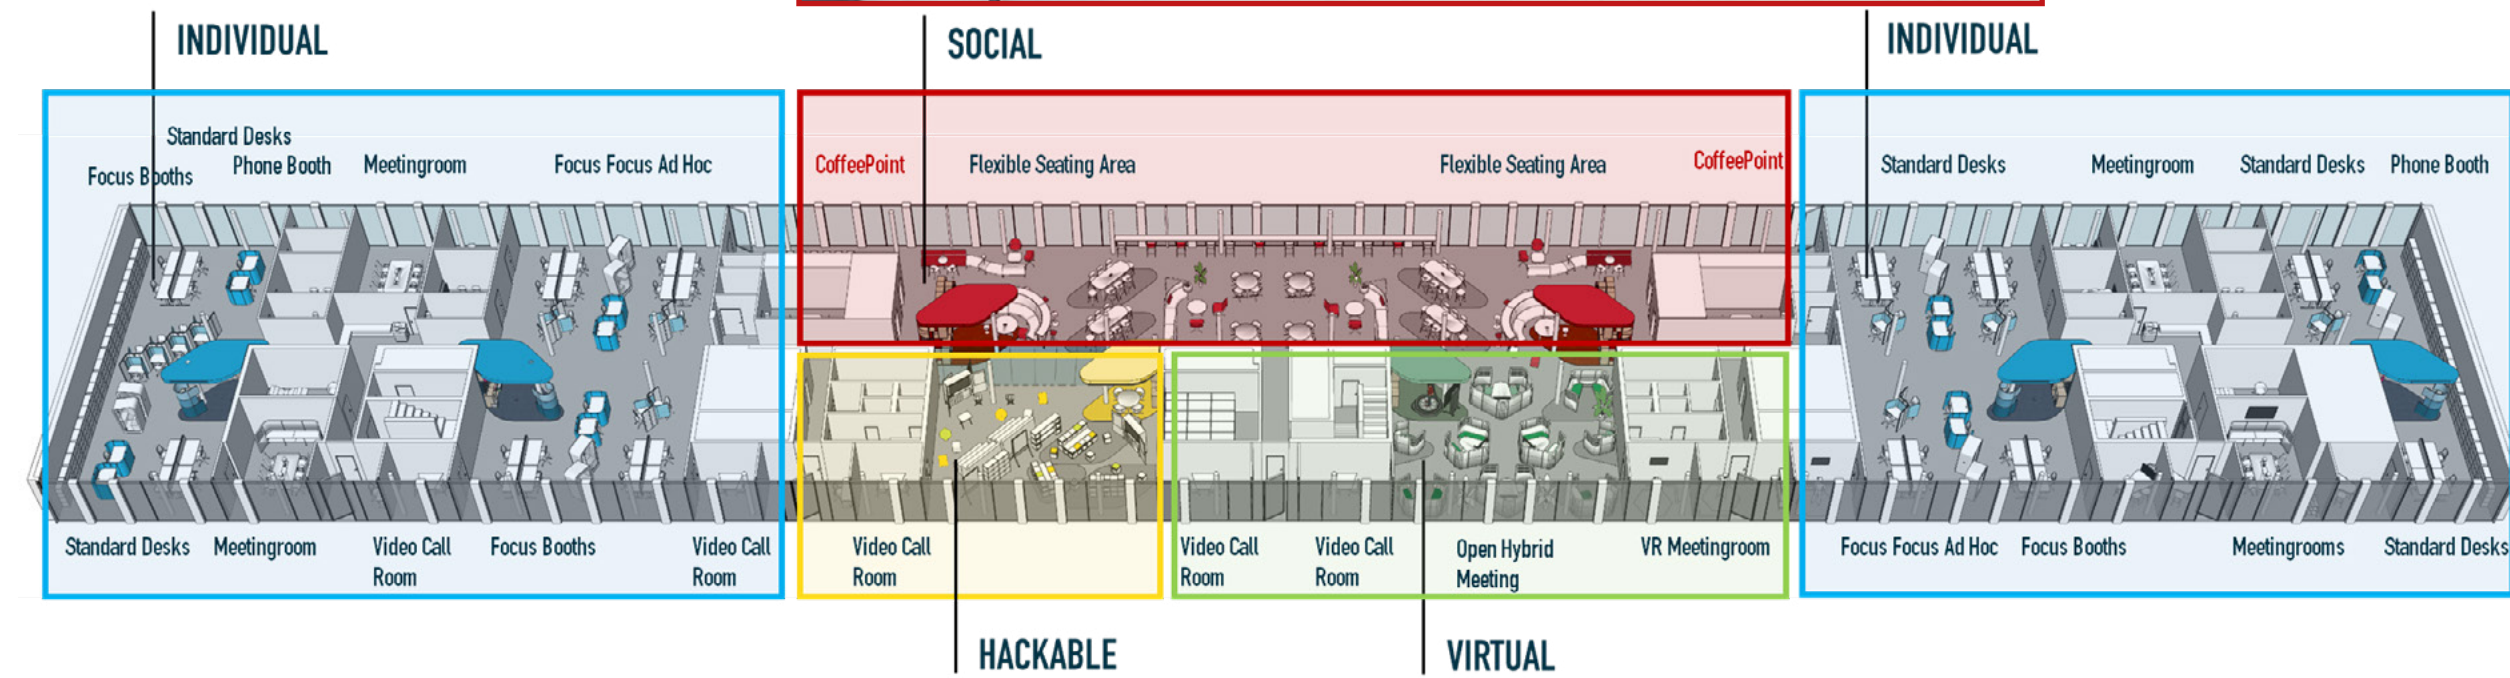 INDIVIDUAL
SOCIAL
INDIVIDUAL
Standard Desks
Focus Booths
Phone Booth
Meetingroom
Focus Focus Ad Hoc
CoffeePoint
Flexible Seating Area
Flexible Seating Area
CoffeePoint
Standard Desks
Meetingroom
Standard Desks
Phone Booth
Standard Desks
Meetingroom
Video Call
Room
Focus Booths
Video Call
Room
Video Call
Room
Video Call
Room
Video Call
Room
Open Hybrid
Meeting
VR Meetingroom
Focus Focus Ad Hoc
Focus Booths
Meetingrooms
Standard Desks
HACKABLE
VIRTUAL